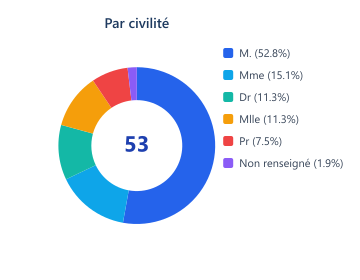 Par civilité
53
M. (52.8%)
Mme (15.1%)
Dr (11.3%)
Mlle (11.3%)
Pr (7.5%)
Non renseigné (1.9%)